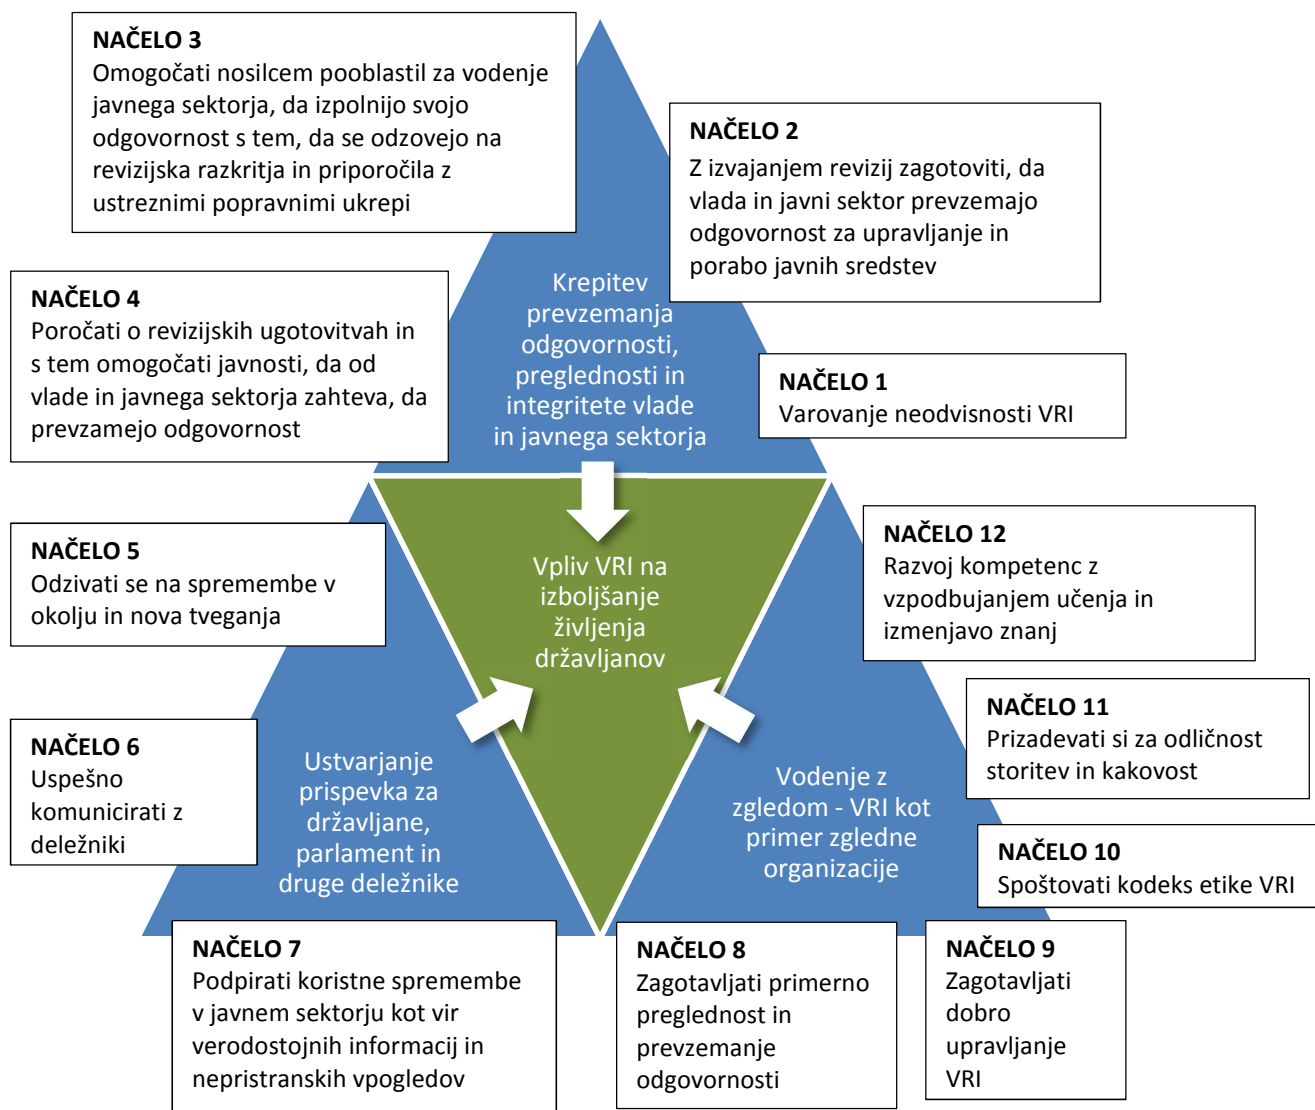 NAČELO 3
Omogočati nosilcem pooblastil za vodenje
javnega sektorja, da izpolnijo svojo
odgovornost s tem, da se odzovejo na
revizijska razkritja in priporočila z
ustreznimi popravnimi ukrepi
NAČELO 2
Z izvajanjem revizij zagotoviti, da
vlada in javni sektor prevzemajo
odgovornost za upravljanje in
porabo javnih sredstev
NAČELO 4
Poročati o revizijskih ugotovitvah in
s tem omogočati javnosti, da od
vlade in javnega sektorja zahteva, da
prevzamejo odgovornost
Krepitev
prevzemanja
odgovornosti,
preglednosti in
integritete vlade
in javnega sektorja
NAČELO 1
Varovanje neodvisnosti VRI
NAČELO 5
Odzivati se na spremembe v
okolju in nova tveganja
Vpliv VRI na
izboljšanje
življenja
državljanov
NAČELO 12
Razvoj kompetenc z
vzpodbujanjem učenja in
izmenjavo znanj
NAČELO 6
Uspešno
komunicirati z
deležniki
Ustvarjanje
prispevka za
državljane,
parlament in
druge deležnike
Vodenje z
zgledom - VRI kot
primer zgledne
organizacije
NAČELO 11
Prizadevati si za odličnost
storitev in kakovost
NAČELO 10
Spoštovati kodeks etike VRI
NAČELO 7
Podpirati koristne spremembe
v javnem sektorju kot vir
verodostojnih informacij in
nepristranskih vpogledov
NAČELO 8
Zagotavljati primerno
preglednost in
prevzemanje
odgovornosti
NAČELO 9
Zagotavljati
dobro
upravljanje
VRI